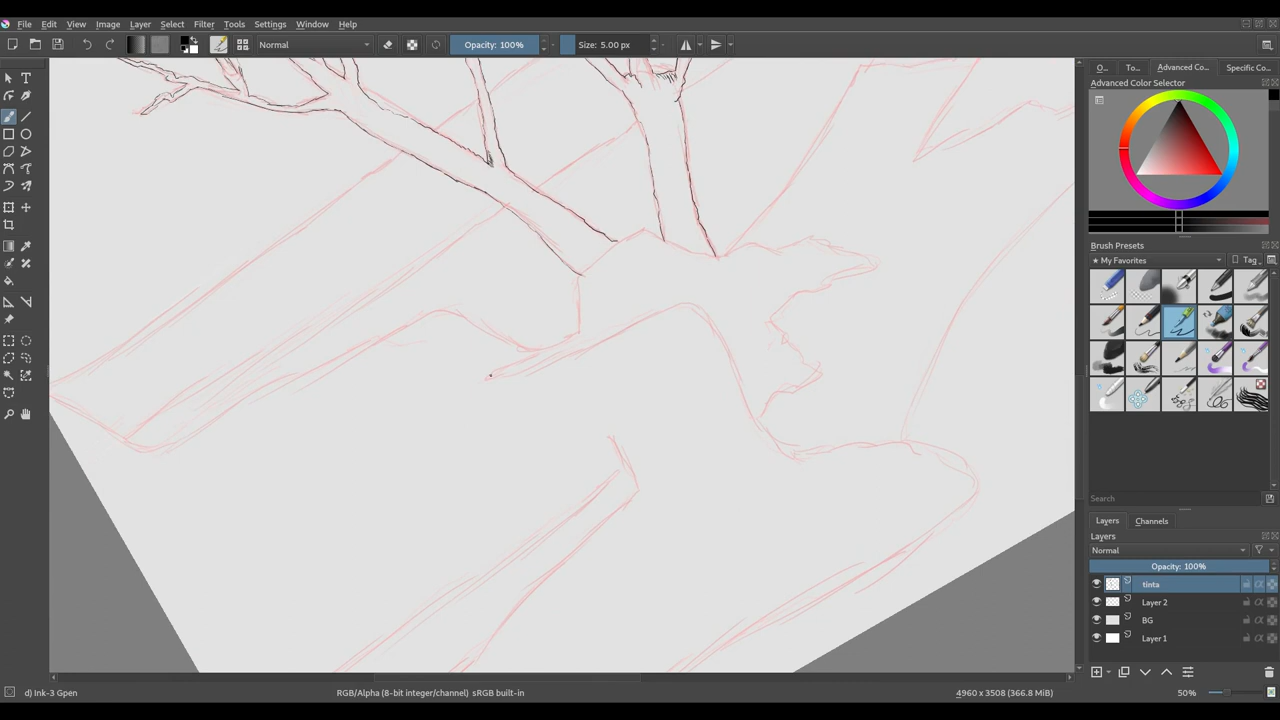 File Edit View Image Layer Select Filter Tools Settings Window Help
Normal Opacity: 100% Size: 5.00 px
O... To... Advanced Co... Specific Co...
Advanced Color Selector
Brush Presets
★ My Favorites Tag
Search
Layers Channels
Layers
Normal
Opacity: 100%
tinta
Layer 2
BG
Layer 1
d) Ink-3 Gpen RGB/Alpha (8-bit integer/channel) sRGB built-in 4960 x 3508 (366.8 MiB) 50%